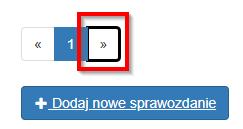 « 1 »
+ Dodaj nowe sprawozdanie